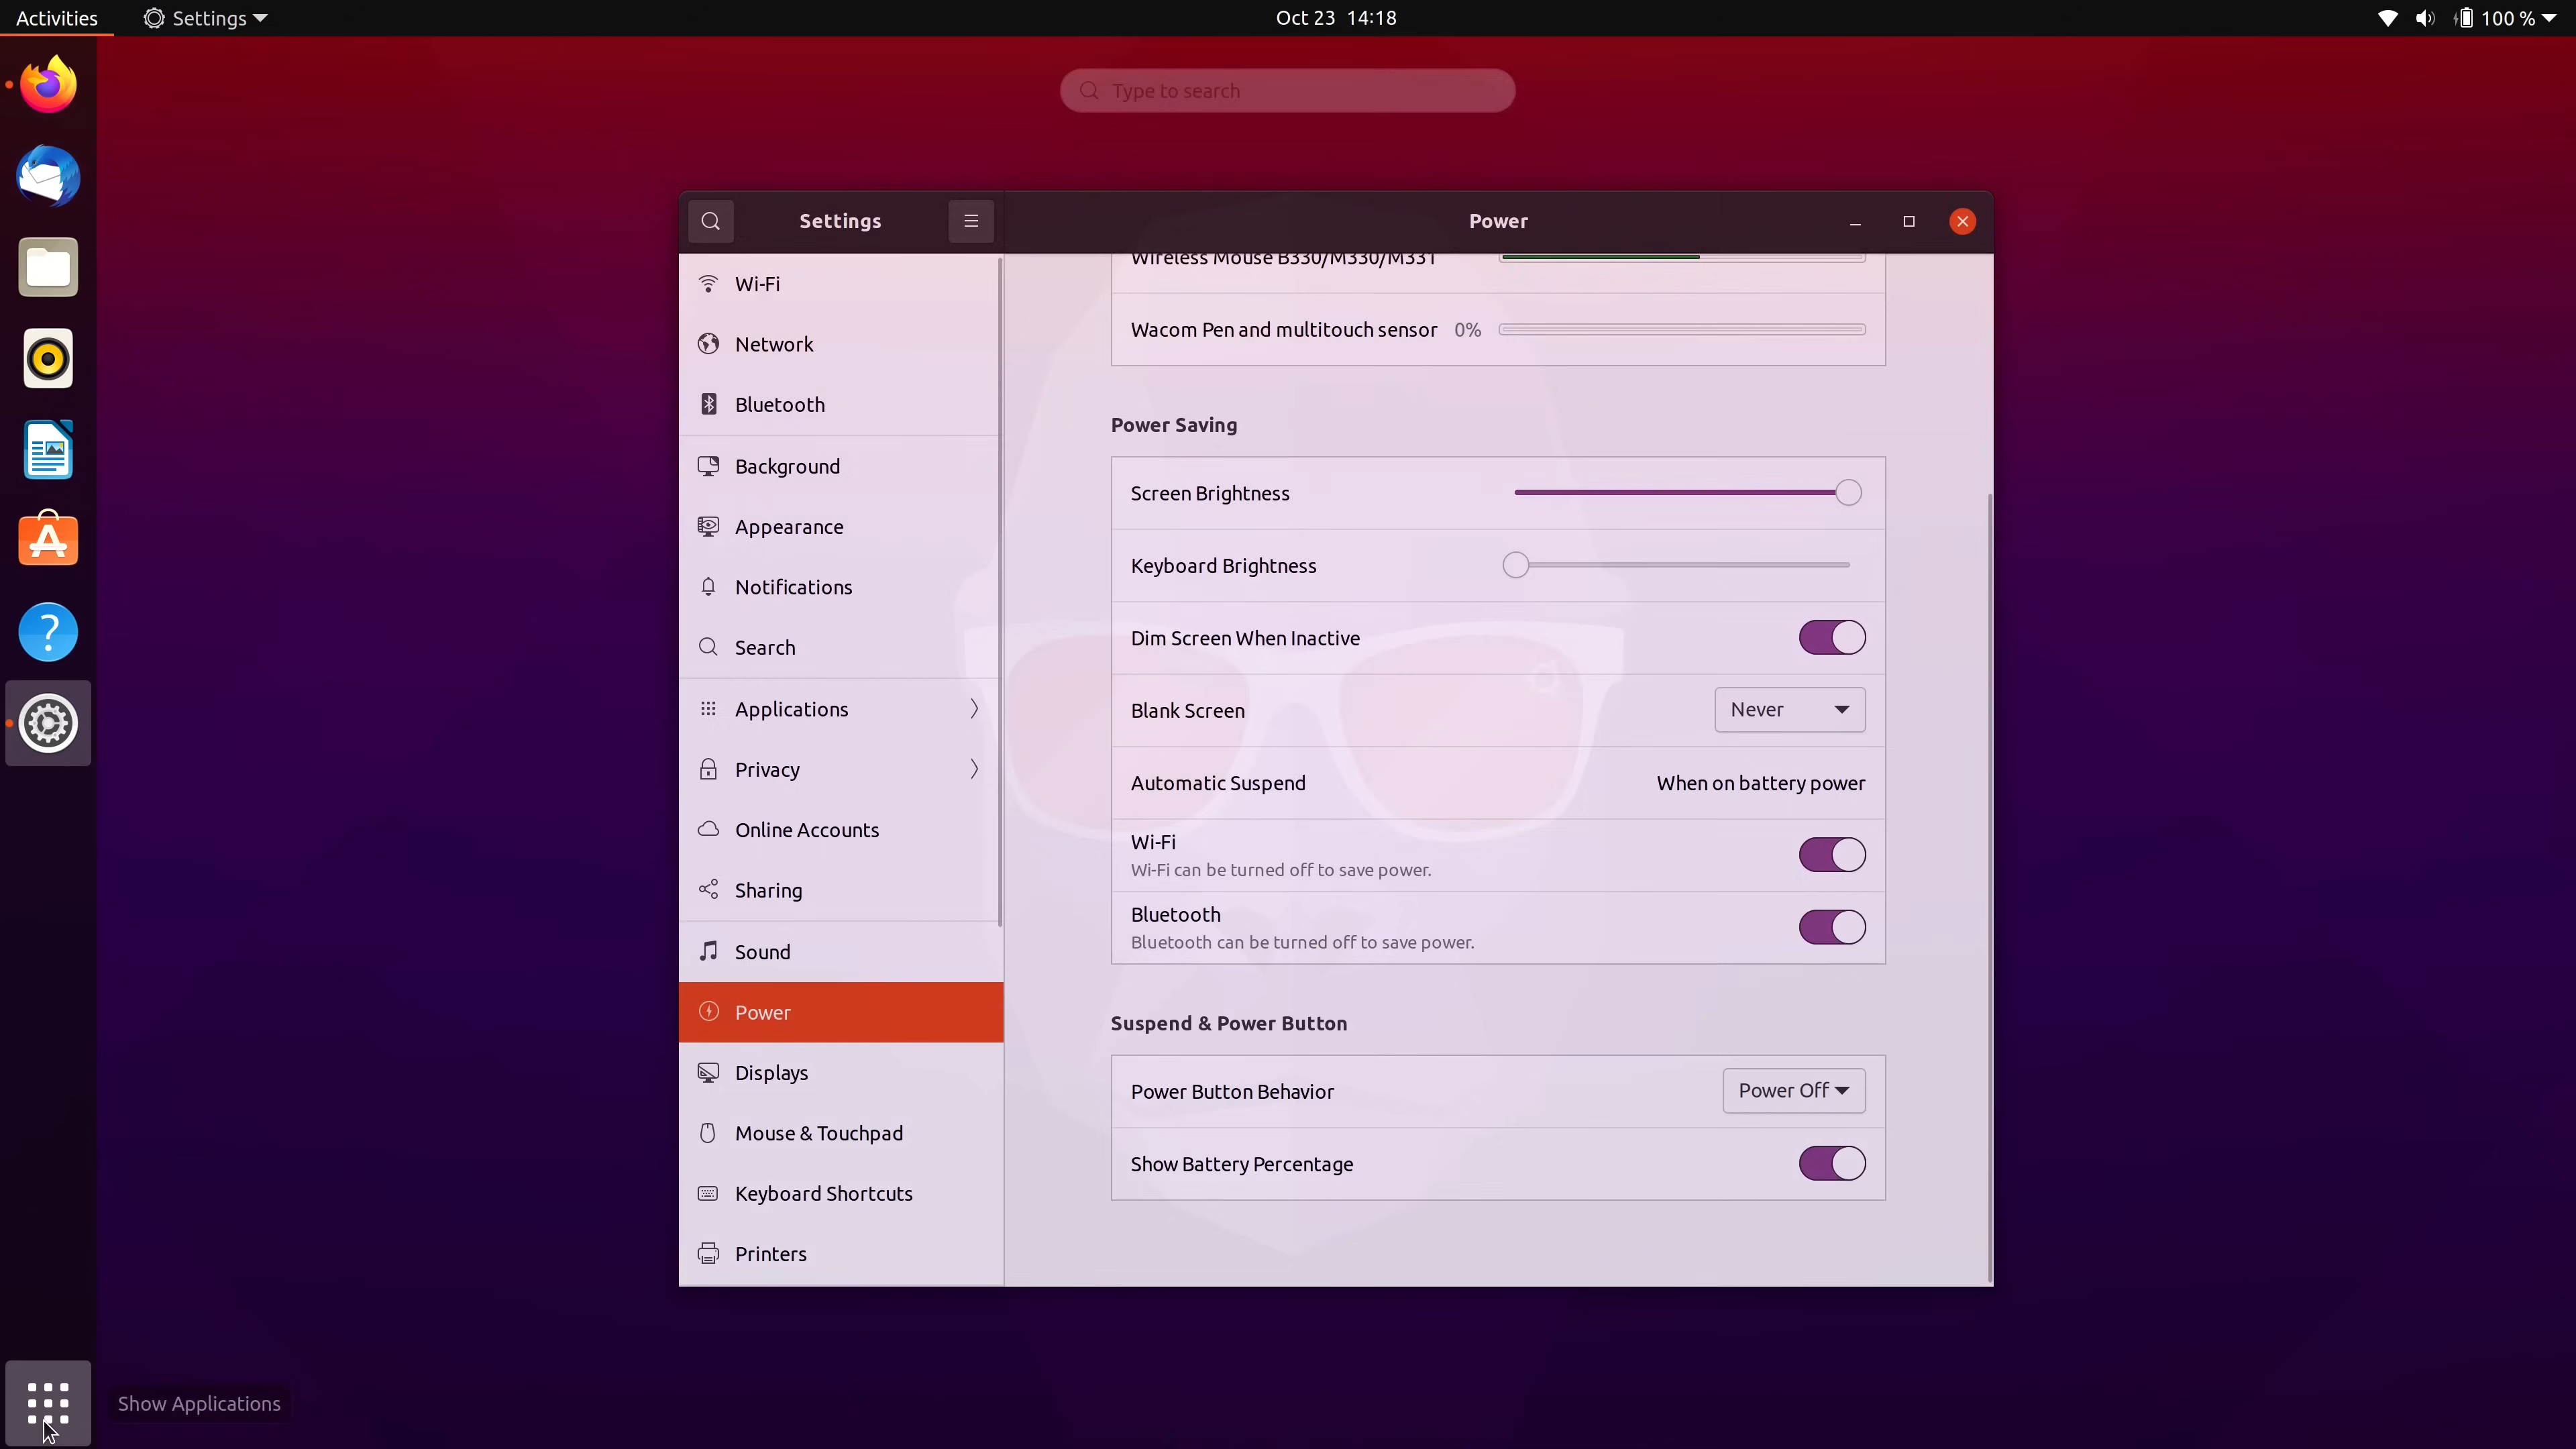 Activities
Settings
Oct 23 14:18
100 %
Type to search
Settings
Power
Wi-Fi
Network
Bluetooth
Background
Appearance
Notifications
Search
Applications
Privacy
Online Accounts
Sharing
Sound
Power
Displays
Mouse & Touchpad
Keyboard Shortcuts
Printers
Wireless Mouse B330/M330/M331
Wacom Pen and multitouch sensor 0%
Power Saving
Screen Brightness
Keyboard Brightness
Dim Screen When Inactive
Blank Screen Never
Automatic Suspend When on battery power
Wi-Fi
Wi-Fi can be turned off to save power.
Bluetooth
Bluetooth can be turned off to save power.
Suspend & Power Button
Power Button Behavior Power Off
Show Battery Percentage
Show Applications